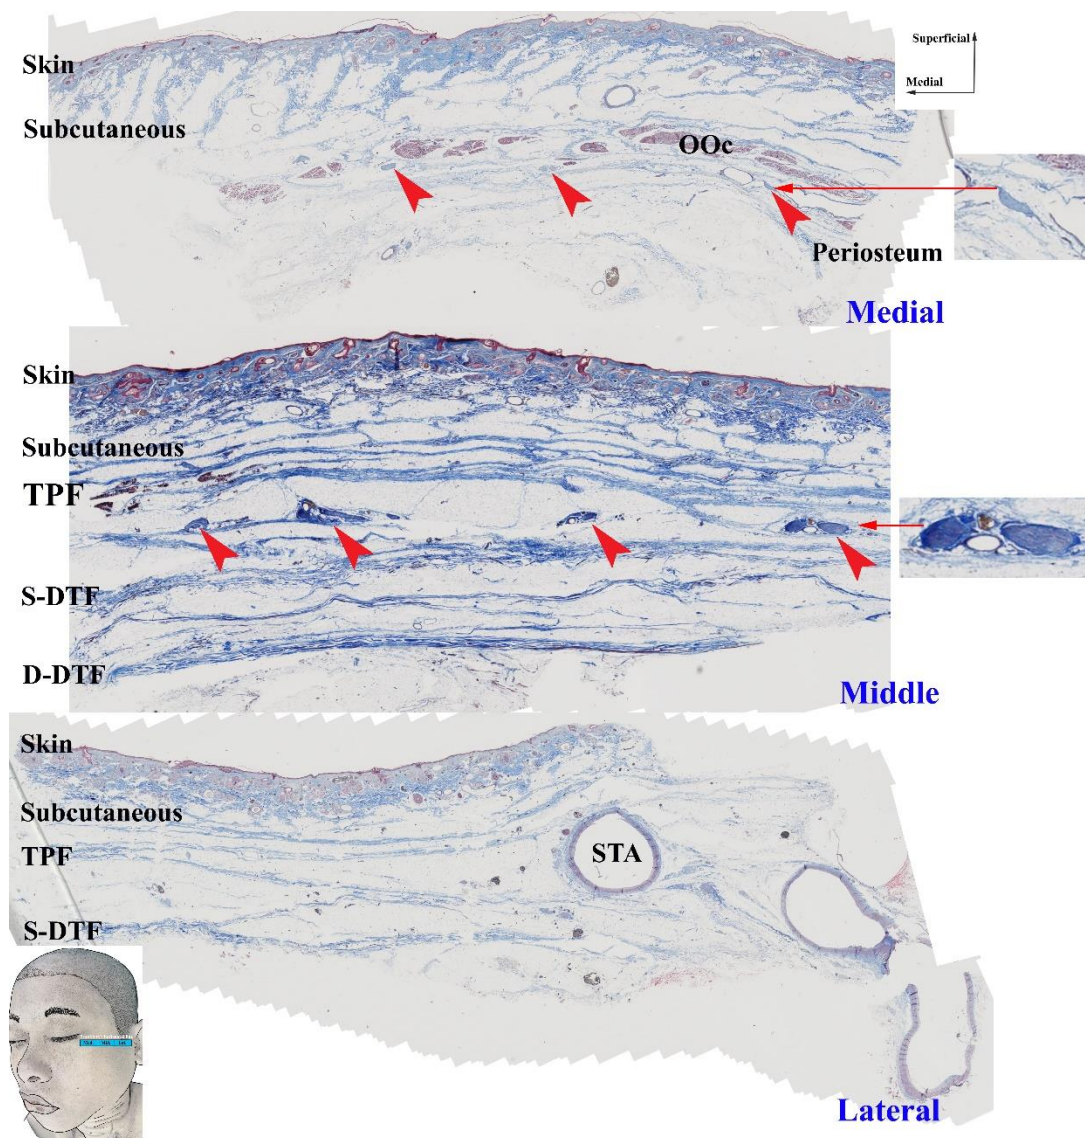 Superficial
Medial
Skin
Subcutaneous
OOc
Periosteum
Medial
Skin
Subcutaneous
TPF
S-DTF
D-DTF
Middle
Skin
Subcutaneous
TPF
STA
S-DTF
Lateral